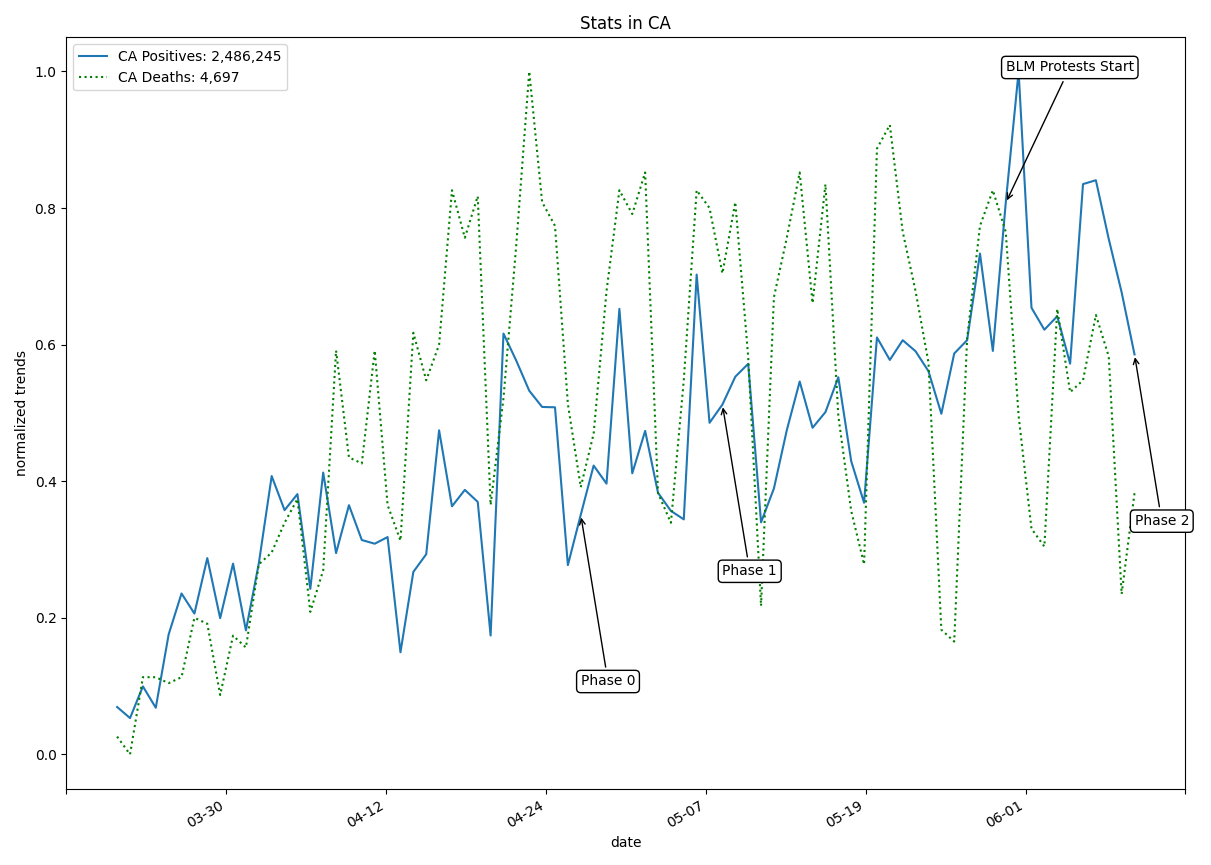 Stats in CA
CA Positives: 2,486,245
CA Deaths: 4,697
BLM Protests Start
Phase 2
Phase 1
Phase 0
normalized trends
1.0
0.8
0.6
0.4
0.2
0.0
03-30
04-12
04-24
05-07
05-19
06-01
date